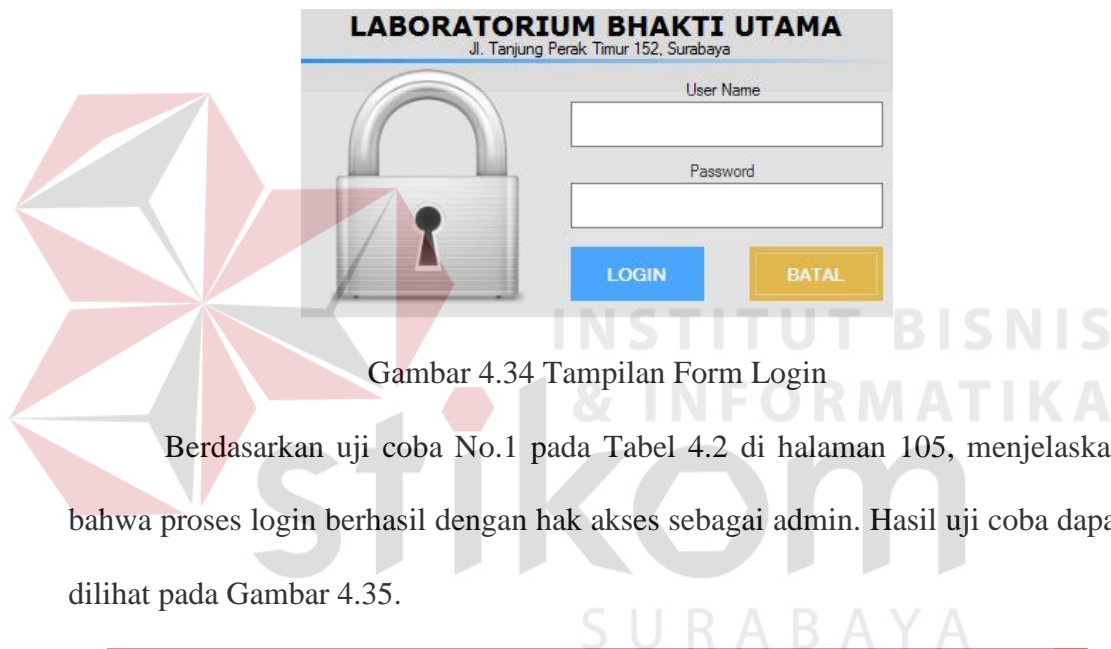 LABORATORIUM BHAKTI UTAMA
Jl. Tanjung Perak Timur 152, Surabaya
User Name
Password
LOGIN
BATAL
INSTITUT BISNIS
Gambar 4.34 Tampilan Form Login
& INFORMATIKA
Berdasarkan uji coba No.1 pada Tabel 4.2 di halaman 105, menjelaska
stikom
bahwa proses login berhasil dengan hak akses sebagai admin. Hasil uji coba dapa
dilihat pada Gambar 4.35.
SURABAYA